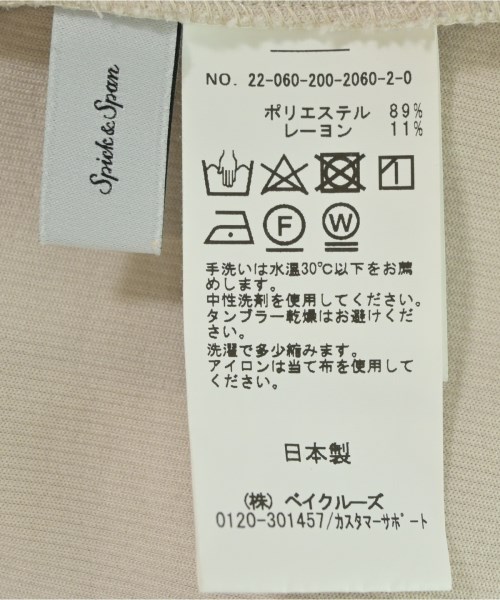 Spick & Span
NO. 22-060-200-2060-2-0
ポリエステル 89%
レーヨン 11%
F
W
手洗いは水温30℃以下をお薦
めします。
中性洗剤を使用してください。
タンブラー乾燥はお避けくだ
さい。
洗濯で多少縮みます。
アイロンは当て布を使用して
ください。
日本製
(株) ベイクルーズ
0120-301457/カスタマーサポート